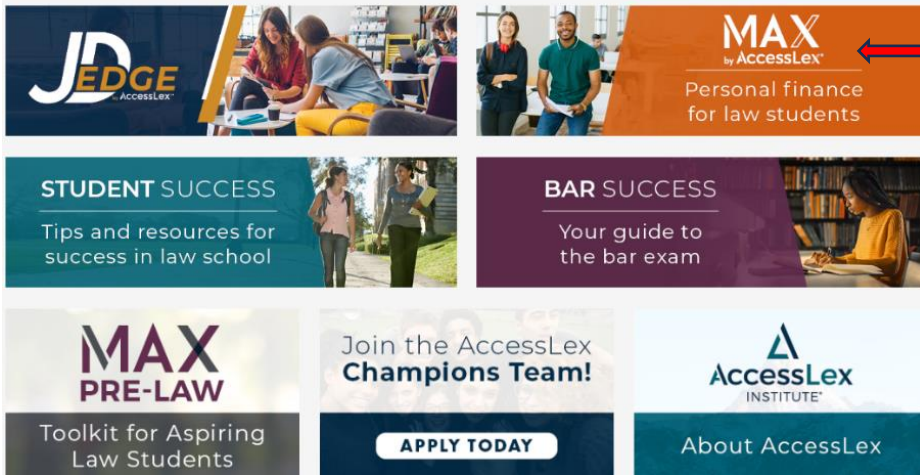 JD EDGE
by AccessLex
MAX
by AccessLex®
Personal finance
for law students
STUDENT SUCCESS
Tips and resources for
success in law school
BAR SUCCESS
Your guide to
the bar exam
MAX
PRE-LAW
Toolkit for Aspiring
Law Students
Join the AccessLex
Champions Team!
APPLY TODAY
AccessLex
INSTITUTE®
About AccessLex